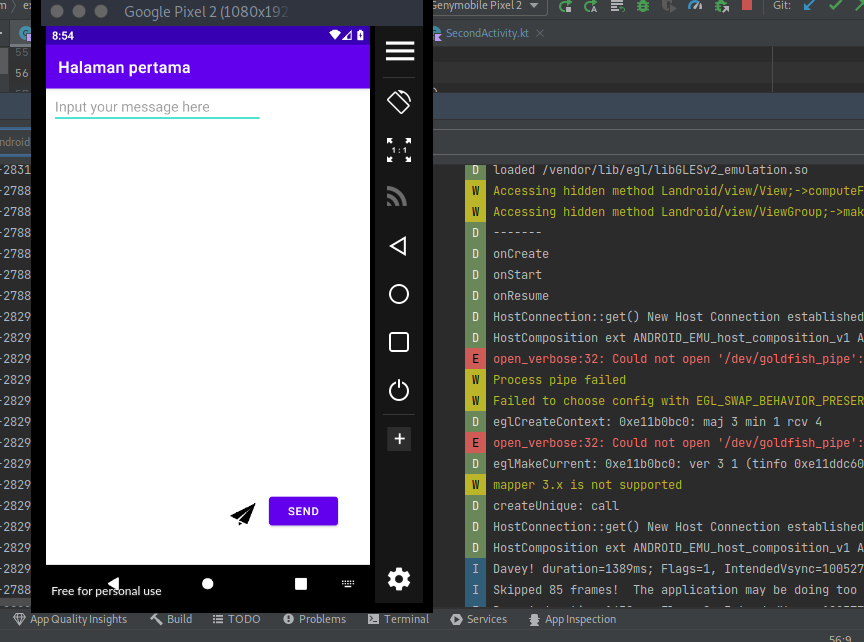 Google Pixel 2 (1080x192
Genymobile Pixel 2
Git:
8:54
SecondActivity.kt
Halaman pertama
55
56
Input your message here
ndroid
-2831
D loaded /vendor/lib/egl/libGLESv2_emulation.so
-2788
W Accessing hidden method Landroid/view/View;->computeF
-2788
W Accessing hidden method Landroid/view/ViewGroup;->mak
-2788
D -------
-2788
D onCreate
-2788
D onStart
-2788
D onResume
-2829
D HostConnection::get() New Host Connection established
-2829
D HostComposition ext ANDROID_EMU_host_composition_v1 A
-2829
E open_verbose:32: Could not open '/dev/goldfish_pipe':
-2829
W Process pipe failed
-2829
W Failed to choose config with EGL_SWAP_BEHAVIOR_PRESER
-2829
D eglCreateContext: 0xe11b0bc0: maj 3 min 1 rcv 4
-2829
E open_verbose:32: Could not open '/dev/goldfish_pipe':
-2829
D eglMakeCurrent: 0xe11b0bc0: ver 3 1 (tinfo 0xe11ddc60
-2829
W mapper 3.x is not supported
-2829
D createUnique: call
-2829
D HostConnection::get() New Host Connection established
-2829
D HostComposition ext ANDROID_EMU_host_composition_v1 A
-2829
I Davey! duration=1389ms; Flags=1, IntendedVsync=100527
-2788
I Skipped 85 frames! The application may be doing too
1:1
SEND
Free for personal use
App Quality Insights
Build
TODO
Problems
Terminal
Services
App Inspection
56:9